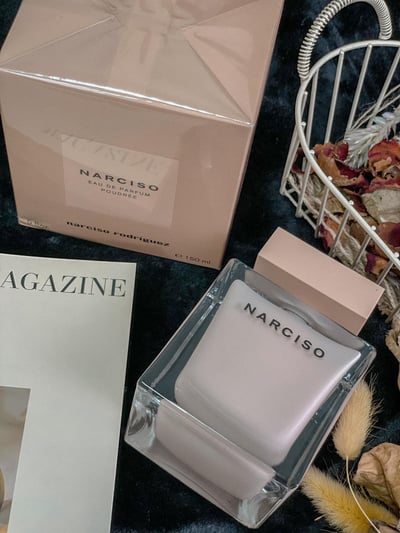 NARCISO
EAU DE PARFUM
POUDRÉE
narciso rodriguez
℮ 150 ml
AGAZINE
NARCISO